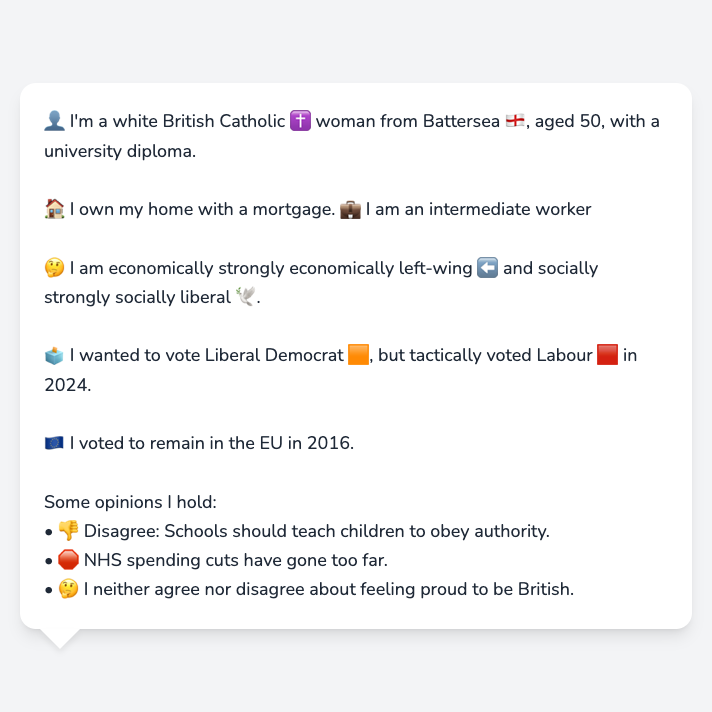 👤 I'm a white British Catholic ✝️ woman from Battersea 🏴󠁧󠁢󠁥󠁮󠁧󠁿, aged 50, with a
university diploma.
🏠 I own my home with a mortgage. 💼 I am an intermediate worker
🤔 I am economically strongly economically left-wing ⬅️ and socially
strongly socially liberal 🕊️.
🗳️ I wanted to vote Liberal Democrat 🟧, but tactically voted Labour 🟥 in
2024.
🇪🇺 I voted to remain in the EU in 2016.
Some opinions I hold:
• 👎 Disagree: Schools should teach children to obey authority.
• 🛑 NHS spending cuts have gone too far.
• 🤔 I neither agree nor disagree about feeling proud to be British.